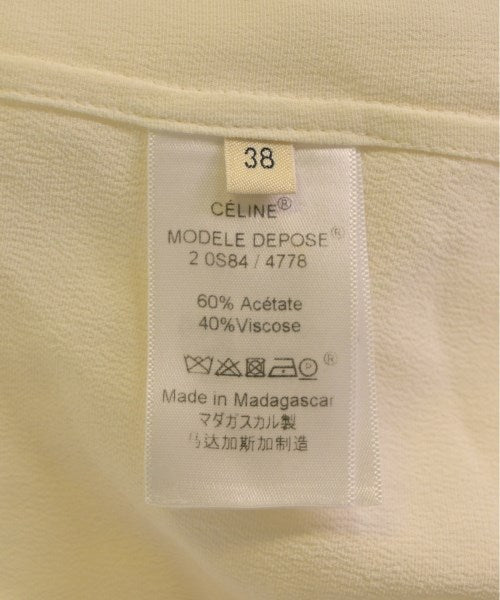 38
CÉLINE®
MODELE DEPOSE®
2 0S84 / 4778
60% Acétate
40%Viscose
®
Made in Madagascar
マダガスカル製
马达加斯加制造